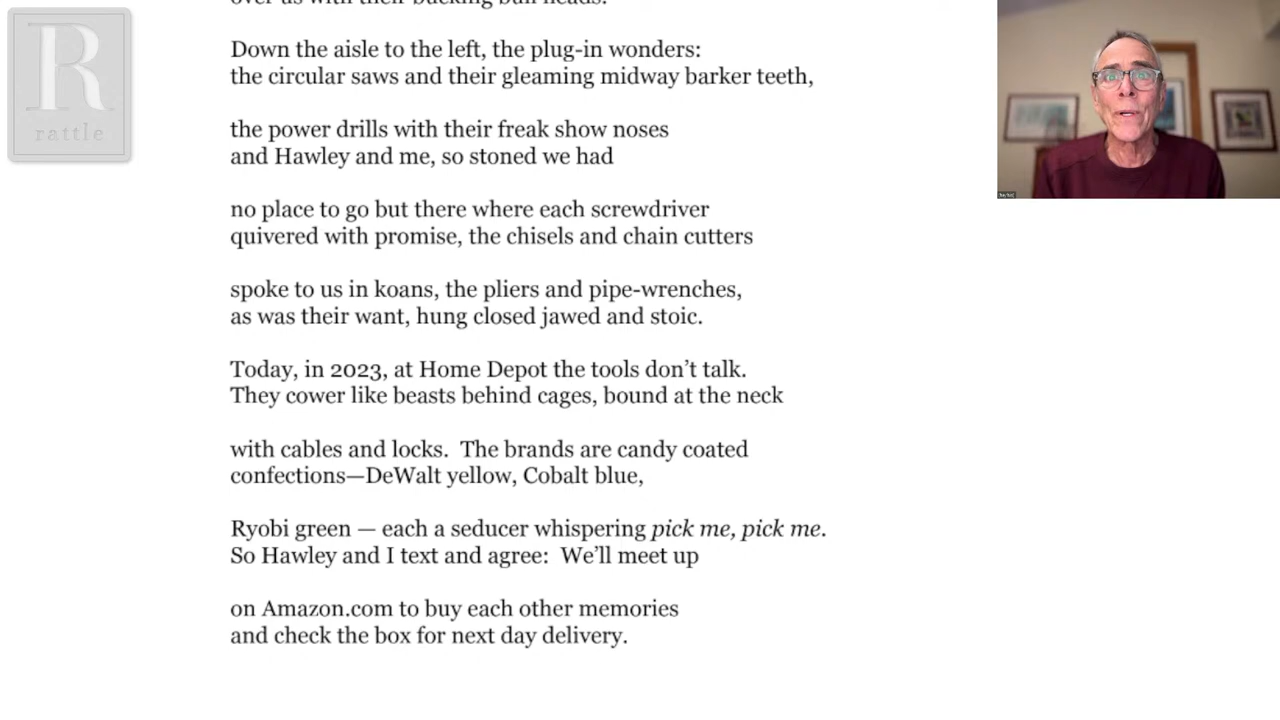 over us with their bucking bull heads.
Down the aisle to the left, the plug-in wonders:
the circular saws and their gleaming midway barker teeth,
the power drills with their freak show noses
and Hawley and me, so stoned we had
no place to go but there where each screwdriver
quivered with promise, the chisels and chain cutters
spoke to us in koans, the pliers and pipe-wrenches,
as was their want, hung closed jawed and stoic.
Today, in 2023, at Home Depot the tools don’t talk.
They cower like beasts behind cages, bound at the neck
with cables and locks.  The brands are candy coated
confections—DeWalt yellow, Cobalt blue,
Ryobi green — each a seducer whispering pick me, pick me.
So Hawley and I text and agree:  We’ll meet up
on Amazon.com to buy each other memories
and check the box for next day delivery.
R
rattle